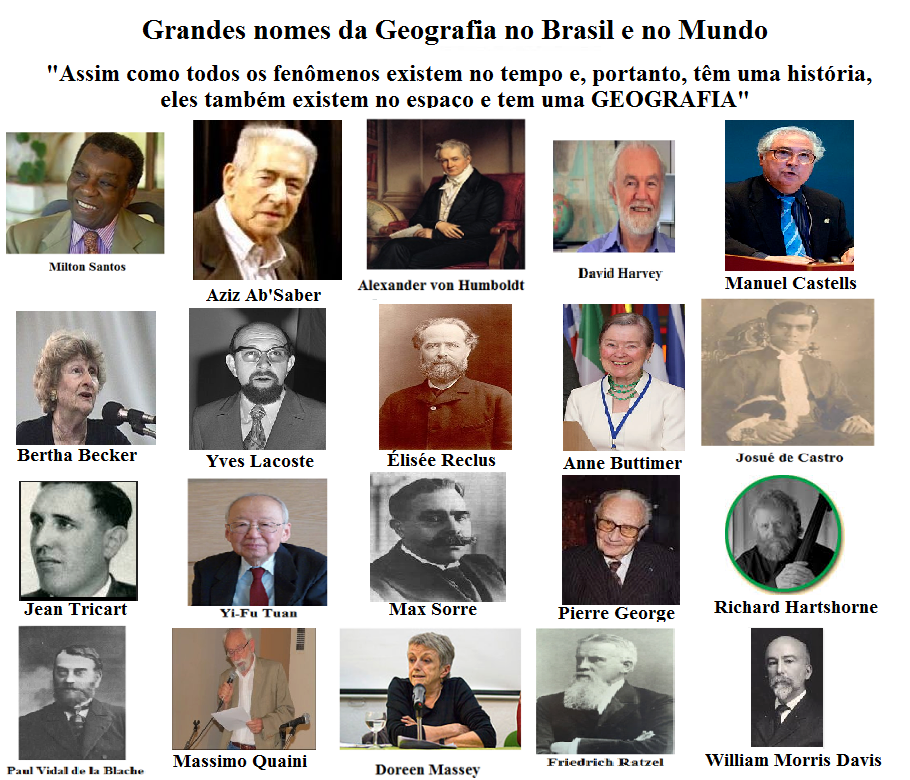 Grandes nomes da Geografia no Brasil e no Mundo
"Assim como todos os fenômenos existem no tempo e, portanto, têm uma história,
eles também existem no espaco e tem uma GEOGRAFIA"
Milton Santos
Aziz Ab'Saber
Alexander von Humboldt
David Harvey
Manuel Castells
Bertha Becker
Yves Lacoste
Élisée Reclus
Anne Buttimer
Josué de Castro
Jean Tricart
Yi-Fu Tuan
Max Sorre
Pierre George
Richard Hartshorne
Paul Vidal de la Blache
Massimo Quaini
Doreen Massey
Friedrich Ratzel
William Morris Davis